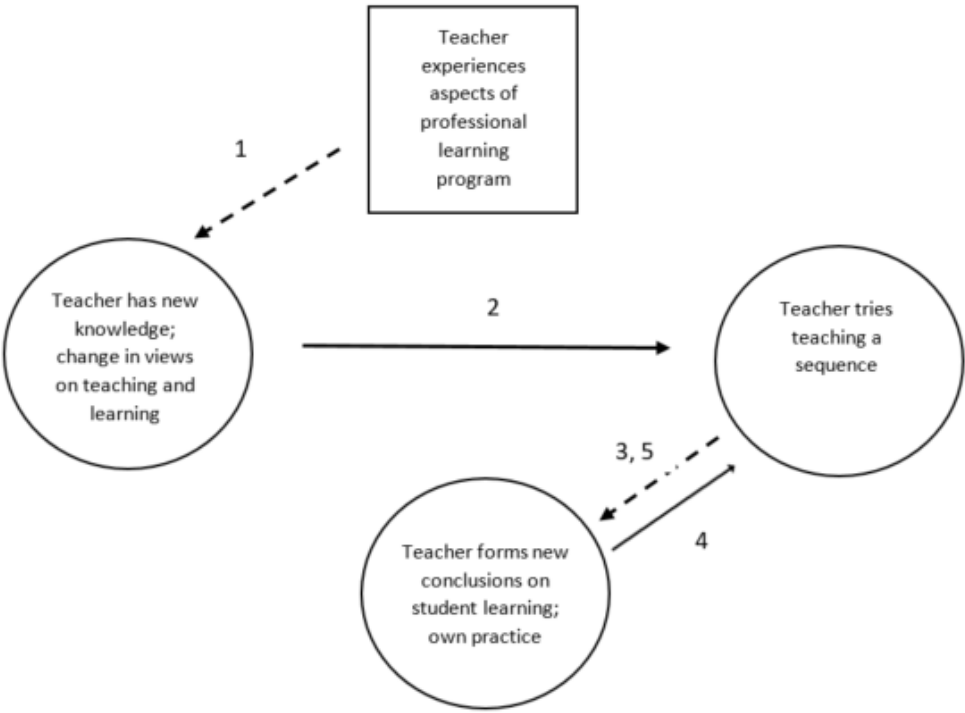 Teacher
experiences
aspects of
professional
learning
program
1
Teacher has new
knowledge;
change in views
on teaching and
learning
2
Teacher tries
teaching a
sequence
3, 5
4
Teacher forms new
conclusions on
student learning;
own practice